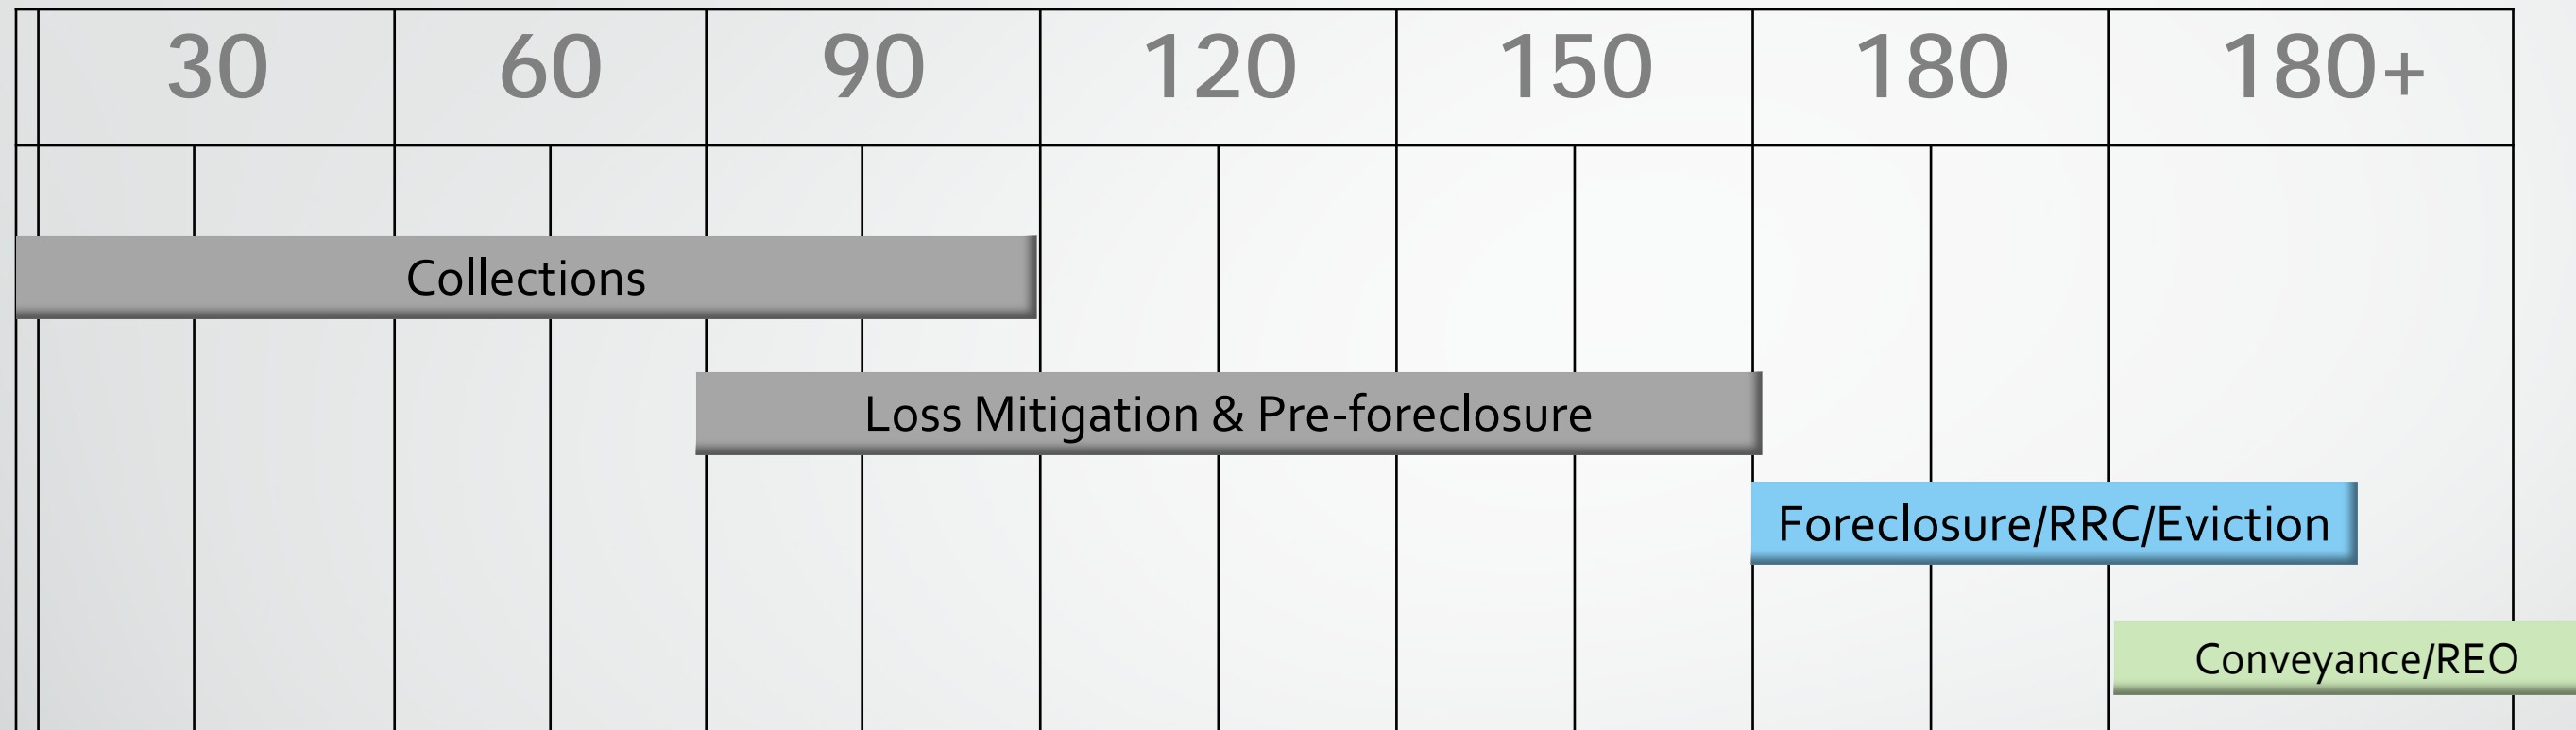 30 60 90 120 150 180 180+
Collections
Loss Mitigation & Pre-foreclosure
Foreclosure/RRC/Eviction
Conveyance/REO